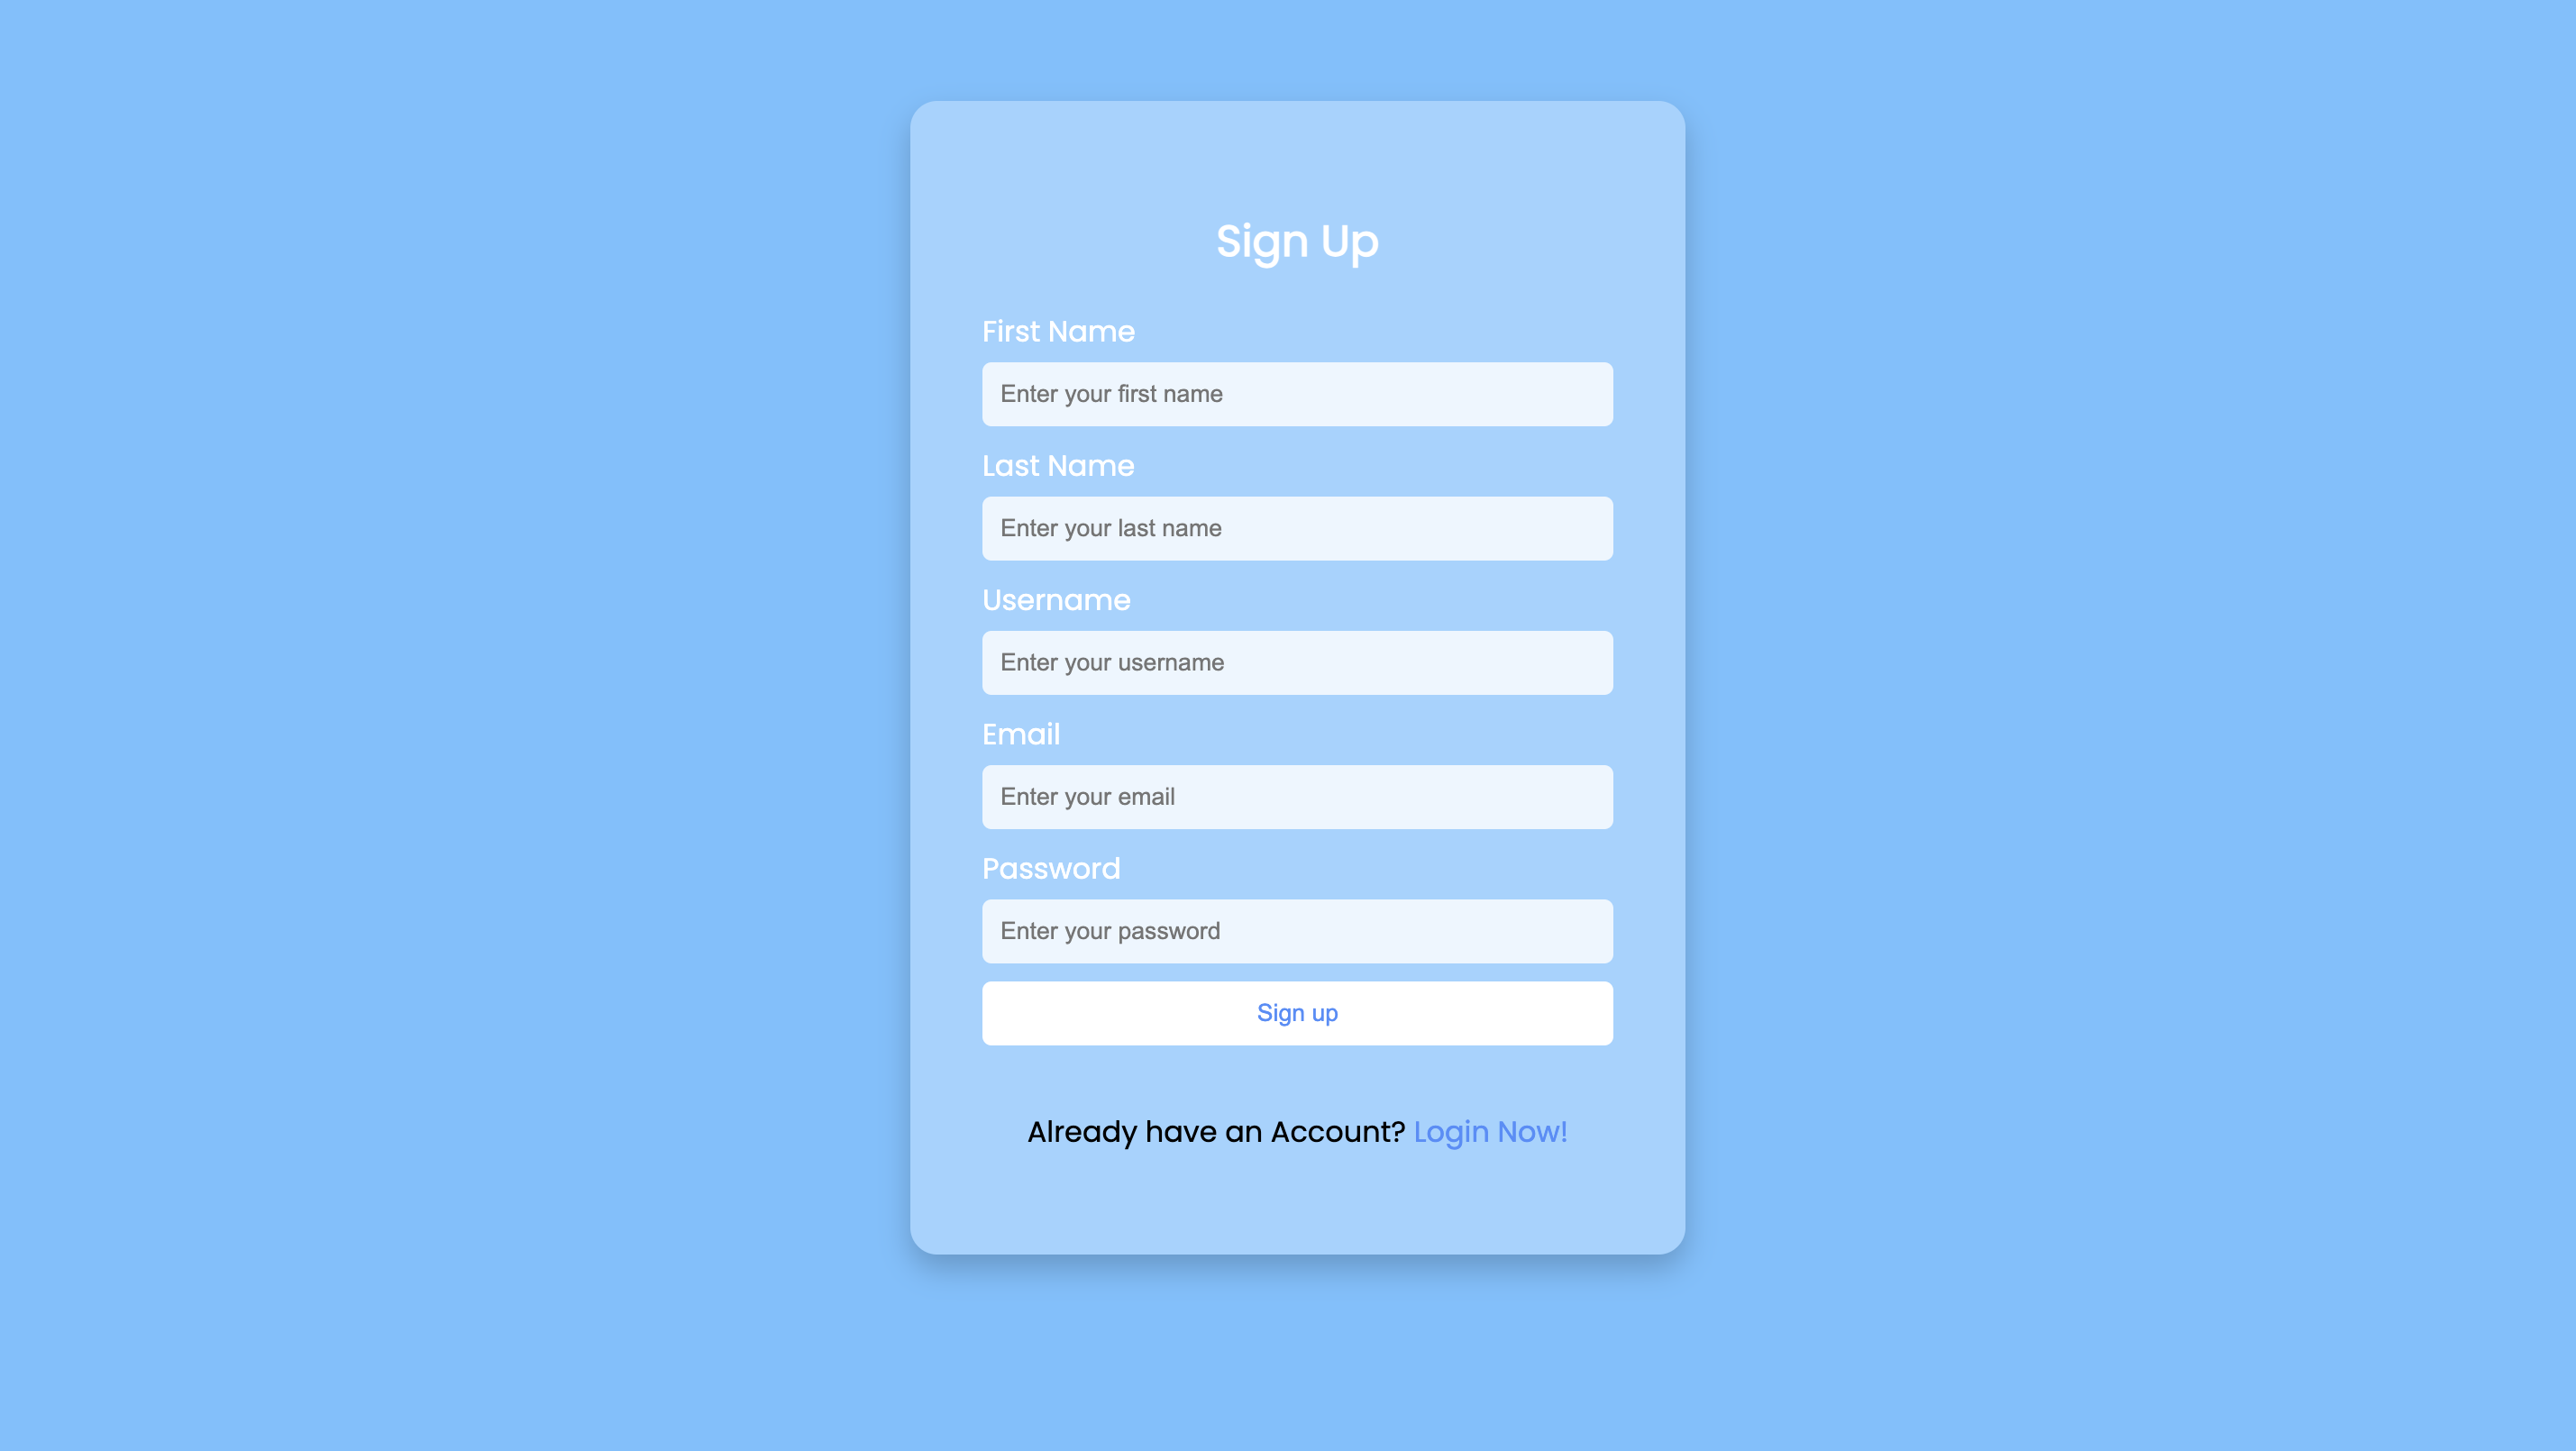 Sign Up
First Name
Enter your first name
Last Name
Enter your last name
Username
Enter your username
Email
Enter your email
Password
Enter your password
Sign up
Already have an Account? Login Now!